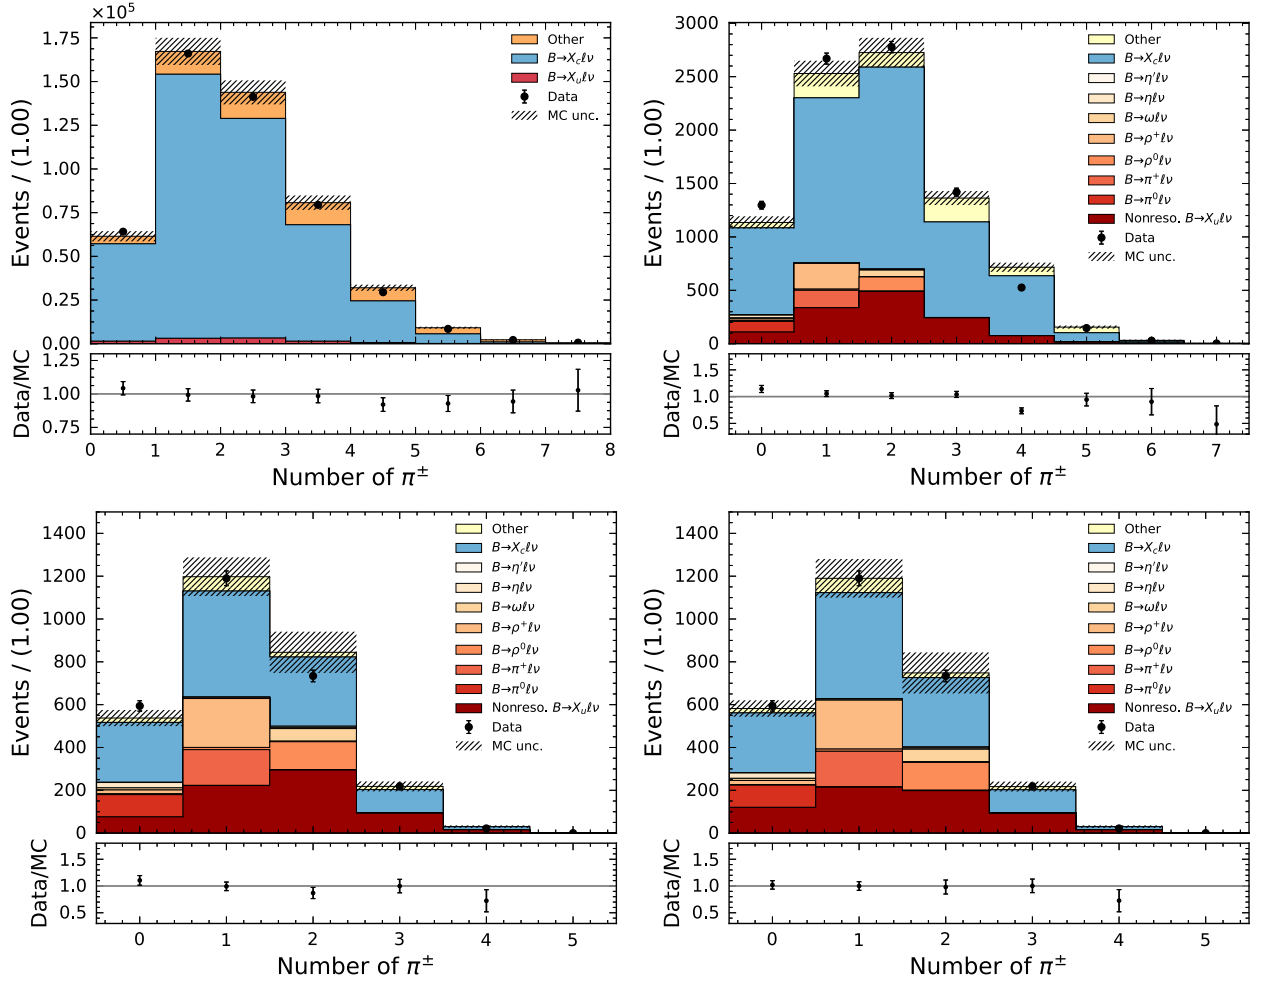 ×10⁵
1.75
1.50
1.25
1.00
0.75
0.50
0.25
0.00
Events / (1.00)
Other
B→X_cℓν
B→X_uℓν
Data
MC unc.
1.25
1.00
0.75
Data/MC
0 1 2 3 4 5 6 7 8
Number of π±
3000
2500
2000
1500
1000
500
0
Events / (1.00)
Other
B→X_cℓν
B→η′ℓν
B→ηℓν
B→ωℓν
B→ρ⁺ℓν
B→ρ⁰ℓν
B→π⁺ℓν
B→π⁰ℓν
Nonreso. B→X_uℓν
Data
MC unc.
1.5
1.0
0.5
Data/MC
0 1 2 3 4 5 6 7
Number of π±
1400
1200
1000
800
600
400
200
0
Events / (1.00)
Other
B→X_cℓν
B→η′ℓν
B→ηℓν
B→ωℓν
B→ρ⁺ℓν
B→ρ⁰ℓν
B→π⁺ℓν
B→π⁰ℓν
Nonreso. B→X_uℓν
Data
MC unc.
1.5
1.0
0.5
Data/MC
0 1 2 3 4 5
Number of π±
1400
1200
1000
800
600
400
200
0
Events / (1.00)
Other
B→X_cℓν
B→η′ℓν
B→ηℓν
B→ωℓν
B→ρ⁺ℓν
B→ρ⁰ℓν
B→π⁺ℓν
B→π⁰ℓν
Nonreso. B→X_uℓν
Data
MC unc.
1.5
1.0
0.5
Data/MC
0 1 2 3 4 5
Number of π±